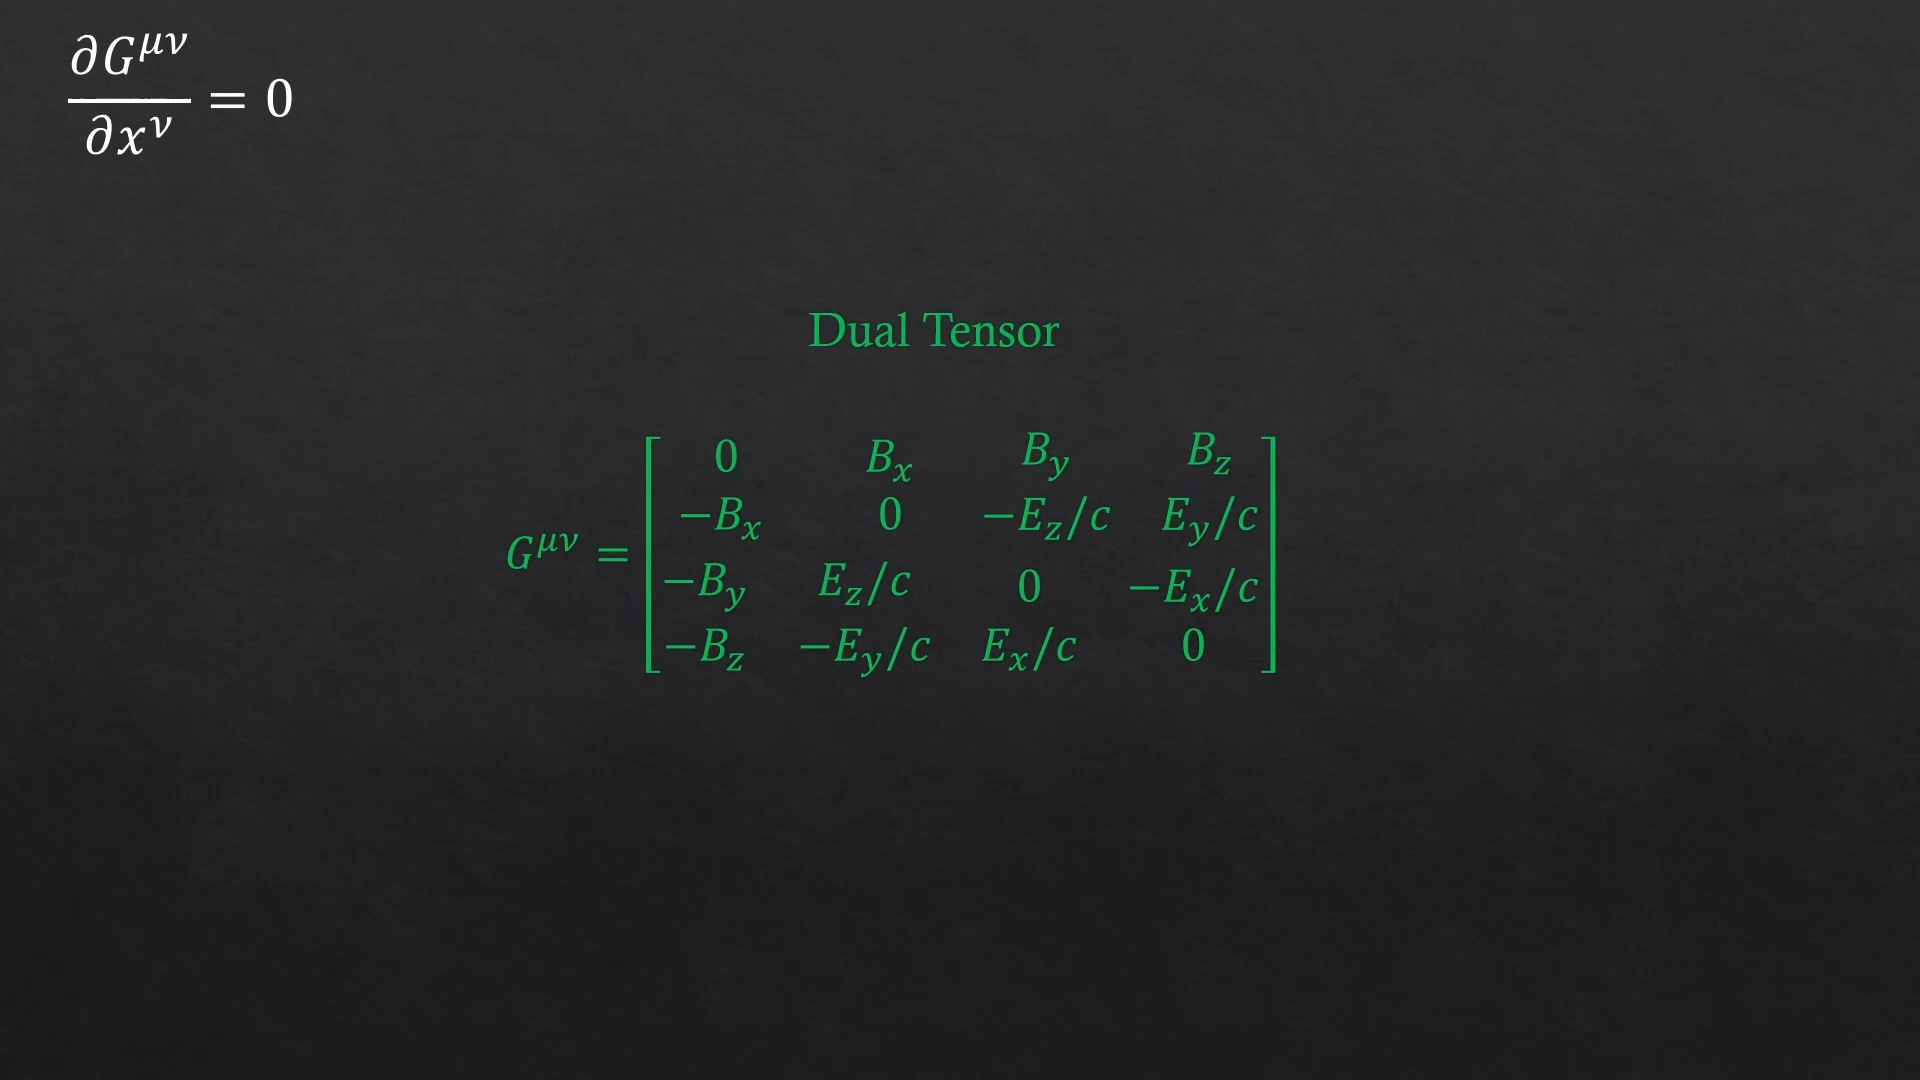 ∂G^{μν}/∂x^ν = 0
Dual Tensor
G^{μν} = [
0 B_x B_y B_z
−B_x 0 −E_z/c E_y/c
−B_y E_z/c 0 −E_x/c
−B_z −E_y/c E_x/c 0
]